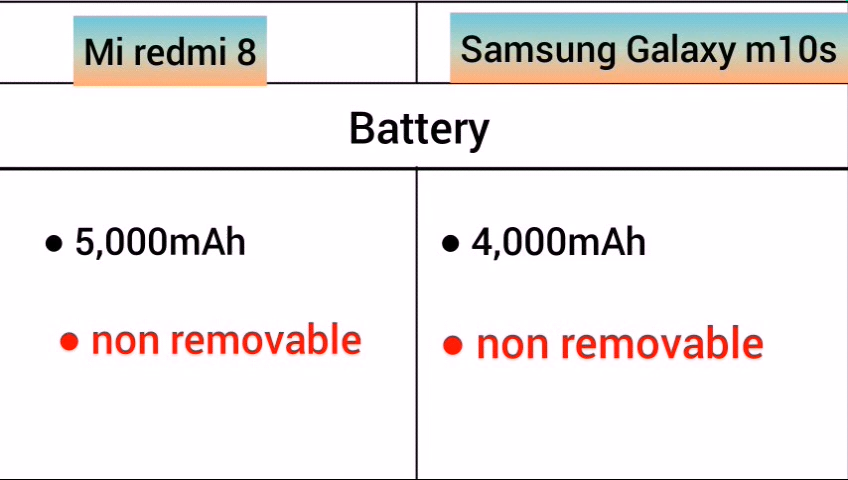 Mi redmi 8
Samsung Galaxy m10s
Battery
● 5,000mAh
● 4,000mAh
● non removable
● non removable